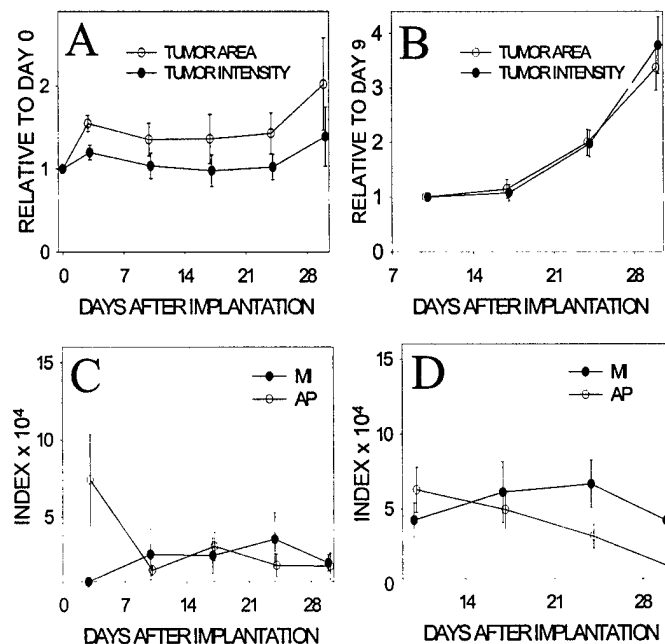 A
TUMOR AREA
TUMOR INTENSITY
RELATIVE TO DAY 0
2
1
0
0 7 14 21 28
DAYS AFTER IMPLANTATION
B
TUMOR AREA
TUMOR INTENSITY
RELATIVE TO DAY 9
4
3
2
1
0
7 14 21 28
DAYS AFTER IMPLANTATION
C
MI
AP
INDEX x 10⁴
15
10
5
0 7 14 21 28
DAYS AFTER IMPLANTATION
D
MI
AP
INDEX x 10⁴
15
10
5
0
14 21 28
DAYS AFTER IMPLANTATION